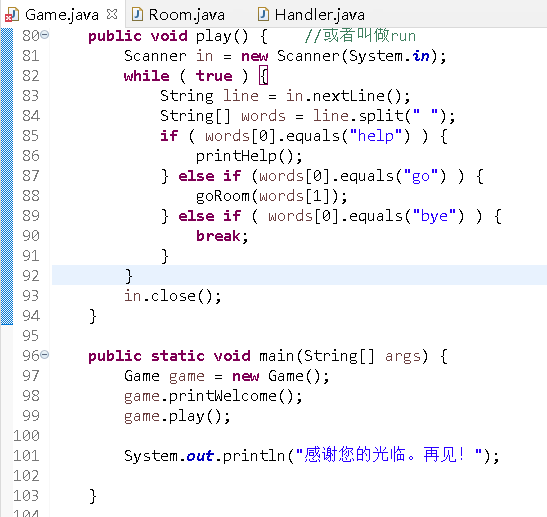 Game.java Room.java Handler.java
80 public void play() { //或者叫做run
81 Scanner in = new Scanner(System.in);
82 while ( true ) {
83 String line = in.nextLine();
84 String[] words = line.split(" ");
85 if ( words[0].equals("help") ) {
86 printHelp();
87 } else if (words[0].equals("go") ) {
88 goRoom(words[1]);
89 } else if ( words[0].equals("bye") ) {
90 break;
91 }
92 }
93 in.close();
94 }
95
96 public static void main(String[] args) {
97 Game game = new Game();
98 game.printWelcome();
99 game.play();
100
101 System.out.println("感谢您的光临。再见!");
102
103 }